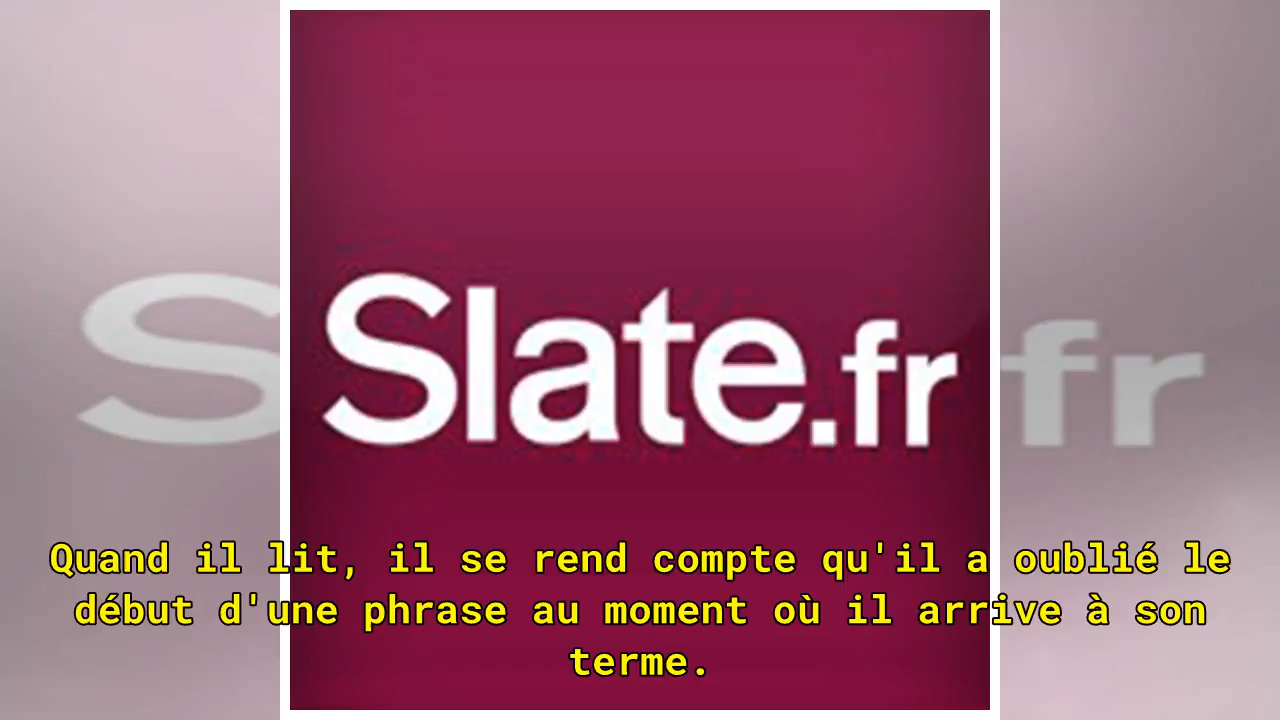 Slate.fr
Quand il lit, il se rend compte qu'il a oublié le
début d'une phrase au moment où il arrive à son
terme.